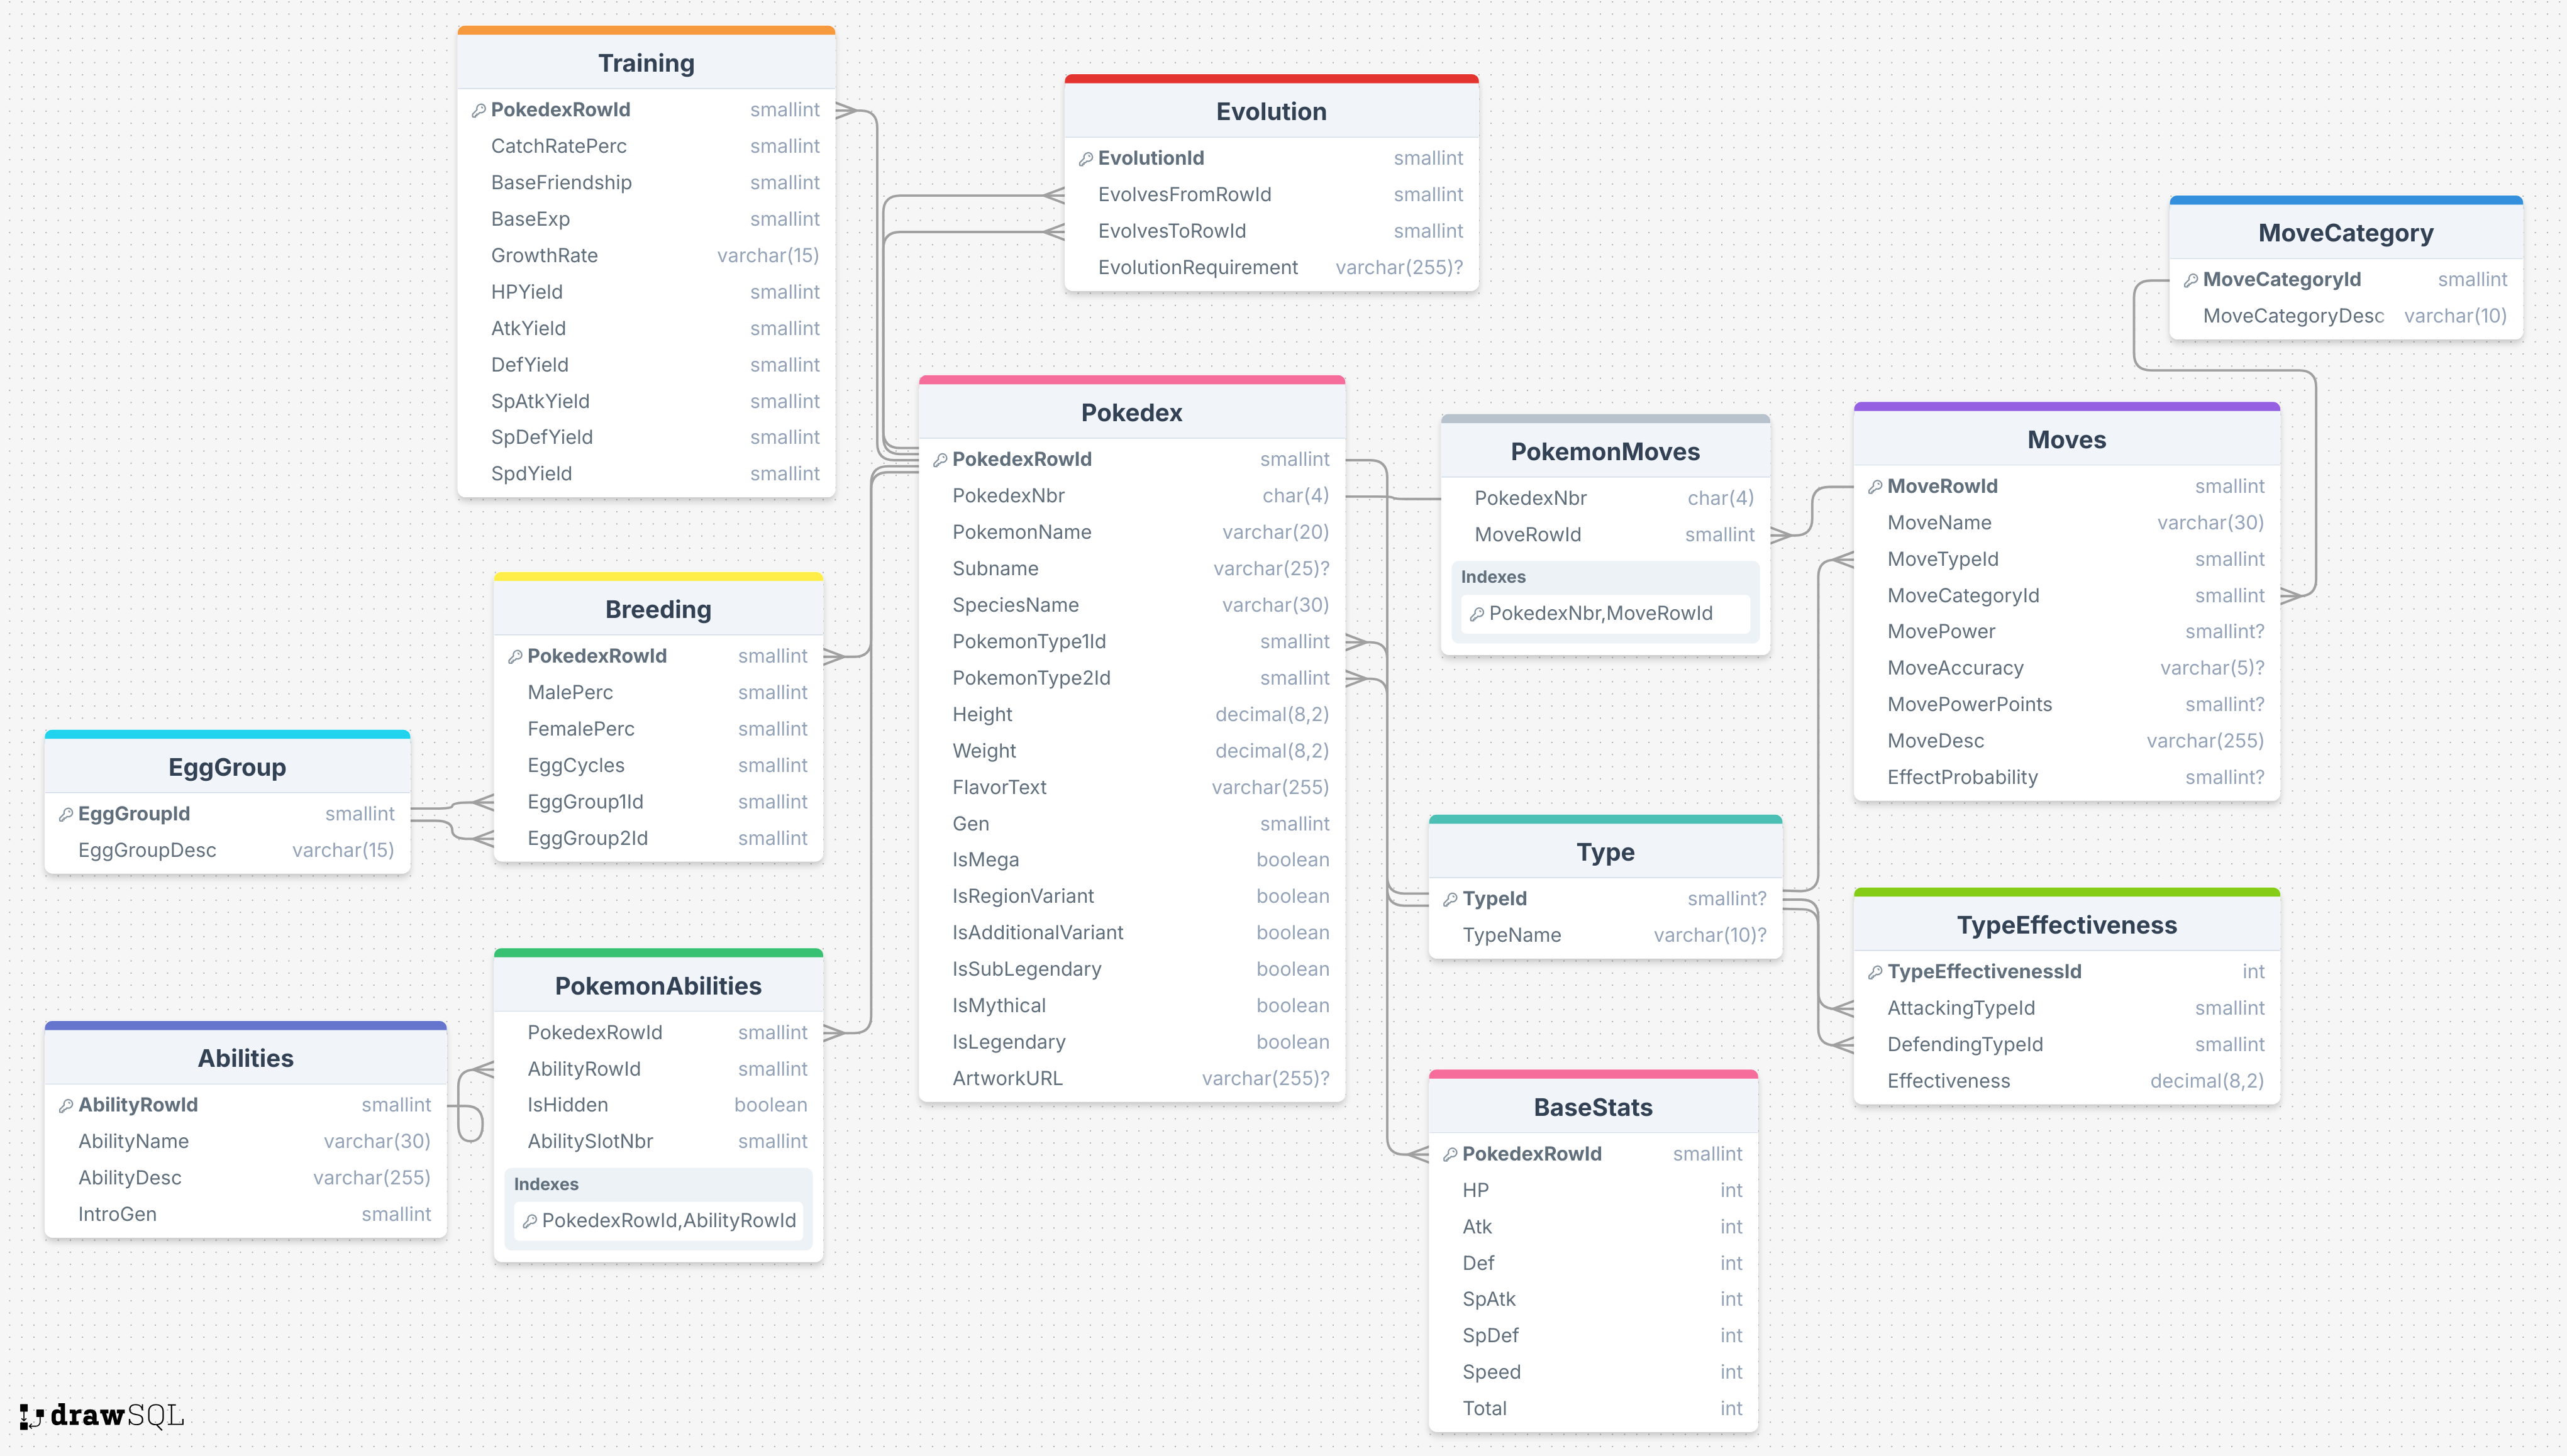 Training
PokedexRowId smallint
CatchRatePerc smallint
BaseFriendship smallint
BaseExp smallint
GrowthRate varchar(15)
HPYield smallint
AtkYield smallint
DefYield smallint
SpAtkYield smallint
SpDefYield smallint
SpdYield smallint
Evolution
EvolutionId smallint
EvolvesFromRowId smallint
EvolvesToRowId smallint
EvolutionRequirement varchar(255)?
MoveCategory
MoveCategoryId smallint
MoveCategoryDesc varchar(10)
Pokedex
PokedexRowId smallint
PokedexNbr char(4)
PokemonName varchar(20)
Subname varchar(25)?
SpeciesName varchar(30)
PokemonType1Id smallint
PokemonType2Id smallint
Height decimal(8,2)
Weight decimal(8,2)
FlavorText varchar(255)
Gen smallint
IsMega boolean
IsRegionVariant boolean
IsAdditionalVariant boolean
IsSubLegendary boolean
IsMythical boolean
IsLegendary boolean
ArtworkURL varchar(255)?
PokemonMoves
PokedexNbr char(4)
MoveRowId smallint
Indexes
PokedexNbr,MoveRowId
Moves
MoveRowId smallint
MoveName varchar(30)
MoveTypeId smallint
MoveCategoryId smallint
MovePower smallint?
MoveAccuracy varchar(5)?
MovePowerPoints smallint?
MoveDesc varchar(255)
EffectProbability smallint?
Breeding
PokedexRowId smallint
MalePerc smallint
FemalePerc smallint
EggCycles smallint
EggGroup1Id smallint
EggGroup2Id smallint
EggGroup
EggGroupId smallint
EggGroupDesc varchar(15)
Type
TypeId smallint?
TypeName varchar(10)?
TypeEffectiveness
TypeEffectivenessId int
AttackingTypeId smallint
DefendingTypeId smallint
Effectiveness decimal(8,2)
PokemonAbilities
PokedexRowId smallint
AbilityRowId smallint
IsHidden boolean
AbilitySlotNbr smallint
Indexes
PokedexRowId,AbilityRowId
Abilities
AbilityRowId smallint
AbilityName varchar(30)
AbilityDesc varchar(255)
IntroGen smallint
BaseStats
PokedexRowId smallint
HP int
Atk int
Def int
SpAtk int
SpDef int
Speed int
Total int
drawSQL